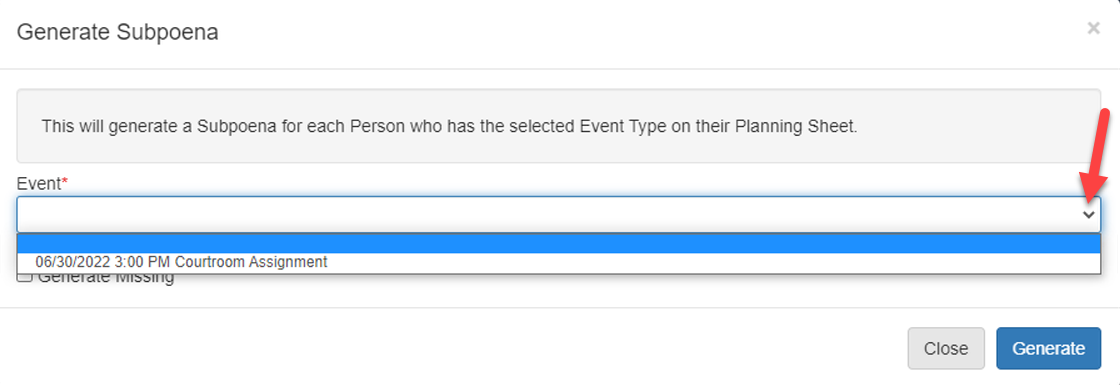 Generate Subpoena
×
This will generate a Subpoena for each Person who has the selected Event Type on their Planning Sheet.
Event*
06/30/2022 3:00 PM Courtroom Assignment
Generate Missing
Close Generate